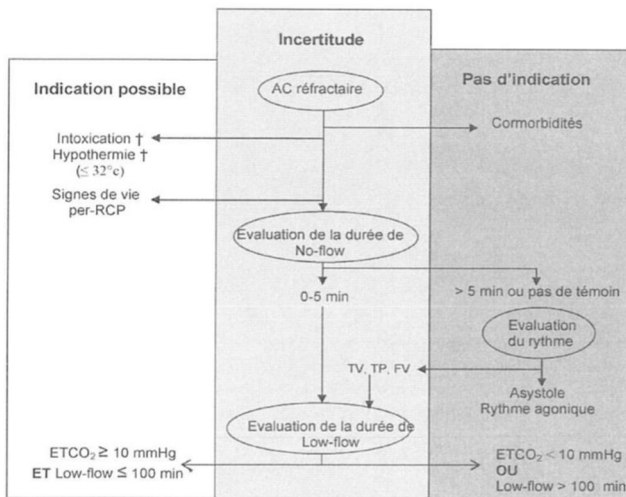 Incertitude
Indication possible
Pas d'indication
AC réfractaire
Cormorbidités
Intoxication †
Hypothermie †
(≤ 32°c)
Signes de vie
per-RCP
Evaluation de la durée de
No-flow
0-5 min
> 5 min ou pas de témoin
Evaluation
du rythme
TV, TP, FV
Asystole
Rythme agonique
Evaluation de la durée de
Low-flow
ETCO₂ ≥ 10 mmHg
ET Low-flow ≤ 100 min
ETCO₂ < 10 mmHg
OU
Low-flow > 100 min